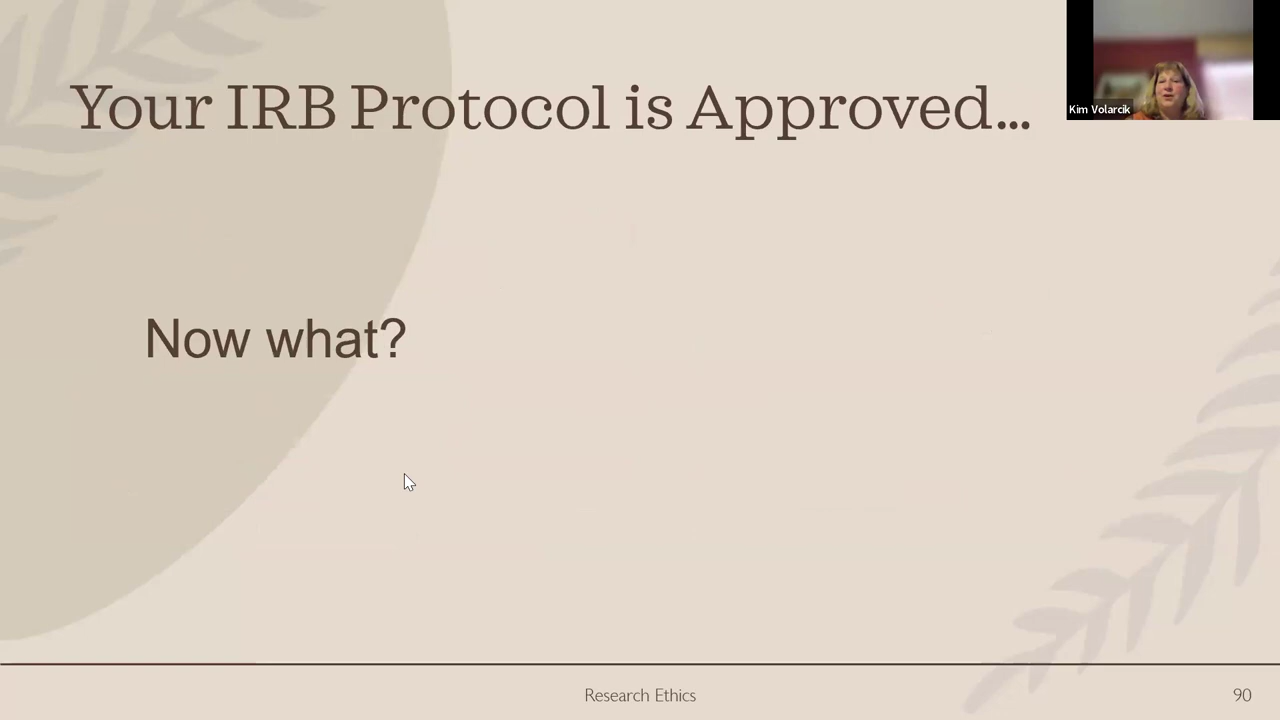 Your IRB Protocol is Approved...
Kim Volarcik
Now what?
Research Ethics
90